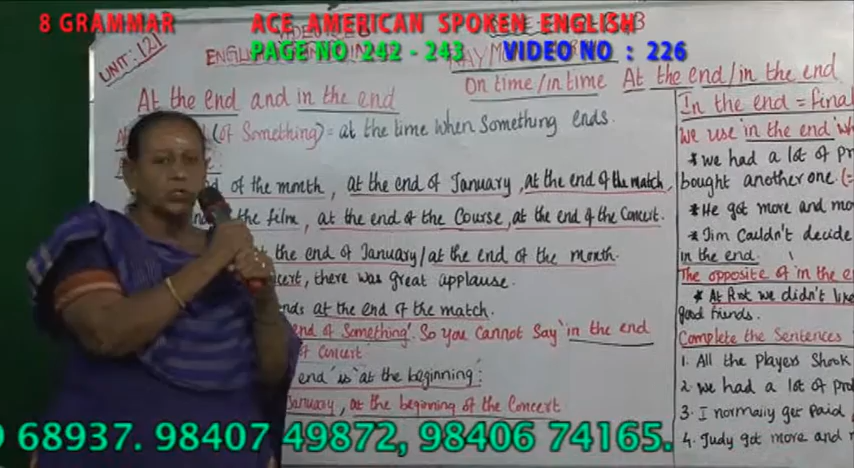 8 GRAMMAR
ACE AMERICAN SPOKEN ENGLISH
PAGE NO 242 - 243 VIDEO NO : 226
UNIT: 121
On time/in time At the end/in the end
At the end and in the end
(of Something) = at the time when Something ends.
of the month, at the end of January, at the end of the match,
the film, at the end of the Course, at the end of the Concert.
the end of January/at the end of the month.
there was great applause.
at the end of the match.
end of Something'. So you Cannot Say 'in the end
of Concert
end' is 'at the beginning':
January, at the beginning of the Concert
In the end = Final
We use 'in the end'
* We had a lot of
bought another one. (=
* He got more and
* Jim Couldn't decide
in the end.
The opposite of 'in the
* At first we didn't like
good friends.
Complete the Sentences
1. All the players Shook
2. We had a lot of
3. I normally get paid
4. Judy got more and
68937. 98407 49887, 98406 74165.